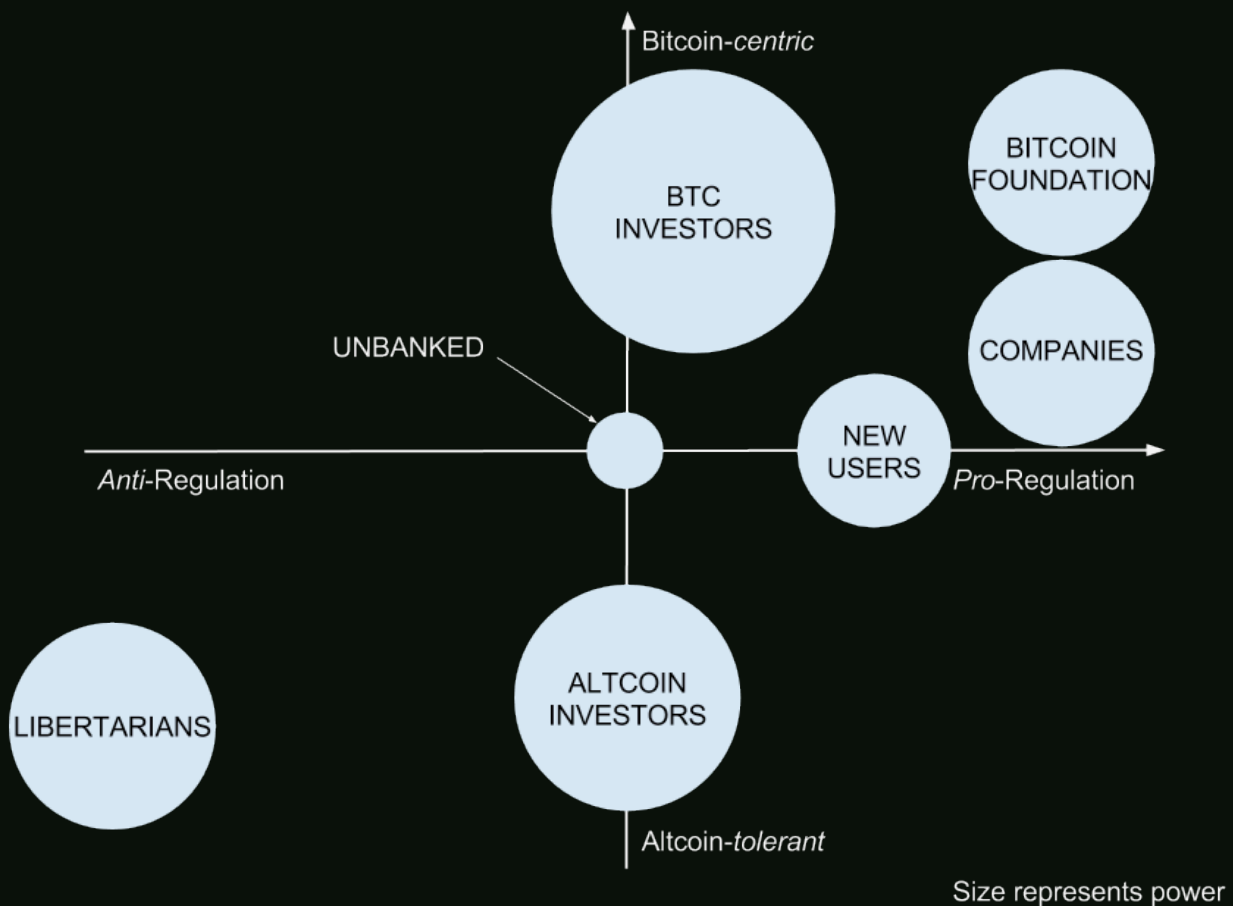 Bitcoin-centric
BITCOIN
FOUNDATION
BTC
INVESTORS
UNBANKED
COMPANIES
NEW
USERS
Anti-Regulation
Pro-Regulation
ALTCOIN
INVESTORS
LIBERTARIANS
Altcoin-tolerant
Size represents power